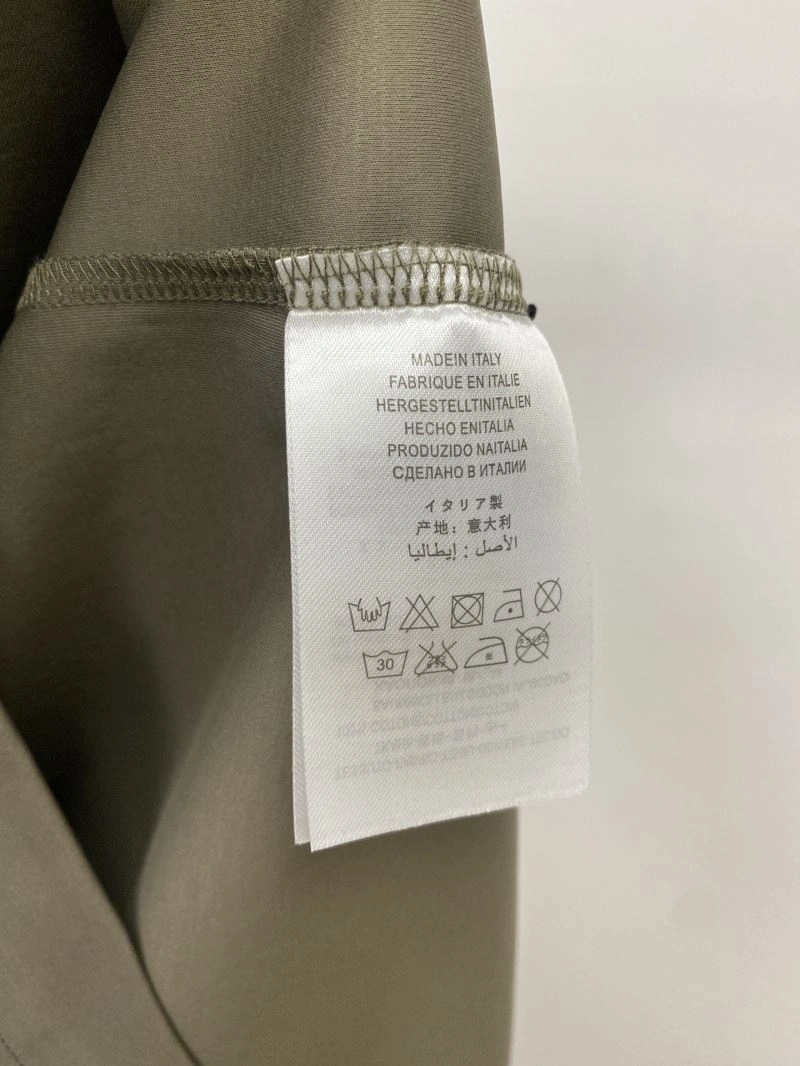 MADEIN ITALY
FABRIQUE EN ITALIE
HERGESTELLTINITALIEN
HECHO ENITALIA
PRODUZIDO NAITALIA
СДЕЛАНО В ИТАЛИИ
イタリア製
产地：意大利
الأصل : إيطاليا
30